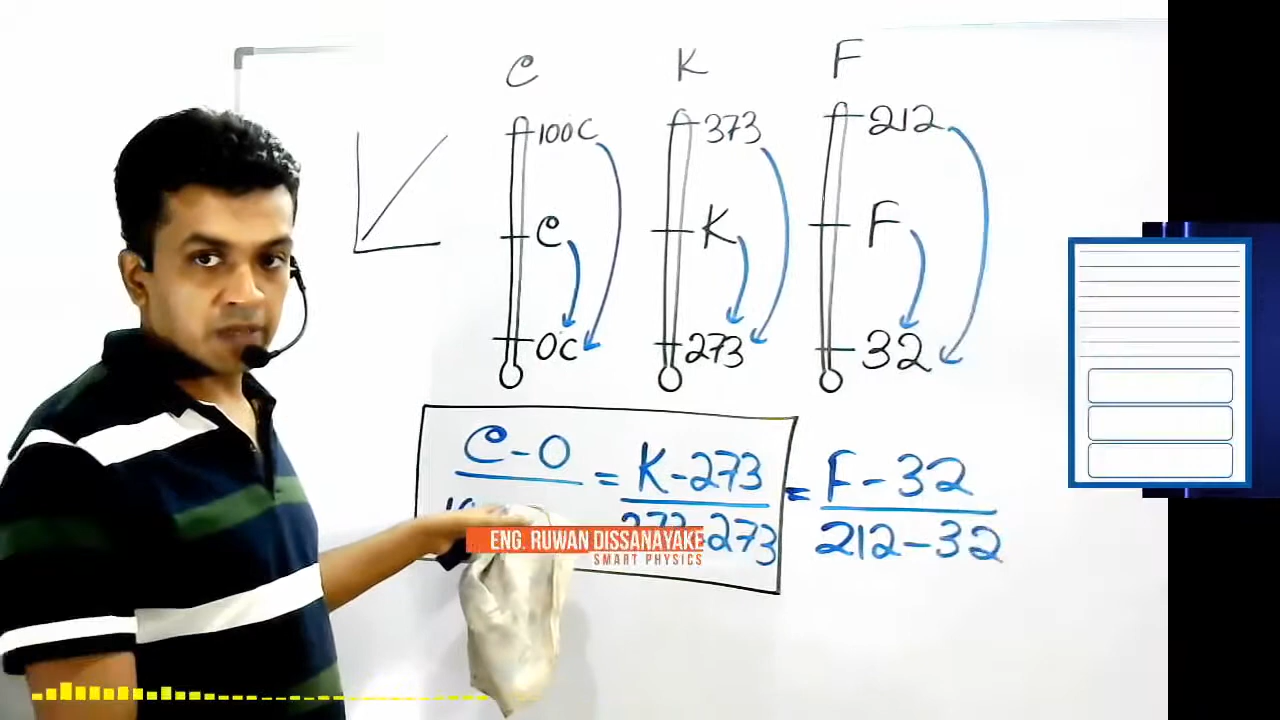 C K F
100C 373 212
C K F
0C 273 32
C - 0 = K - 273 = F - 32
273 212 - 32
ENG. RUWAN DISSANAYAKE
SMART PHYSICS